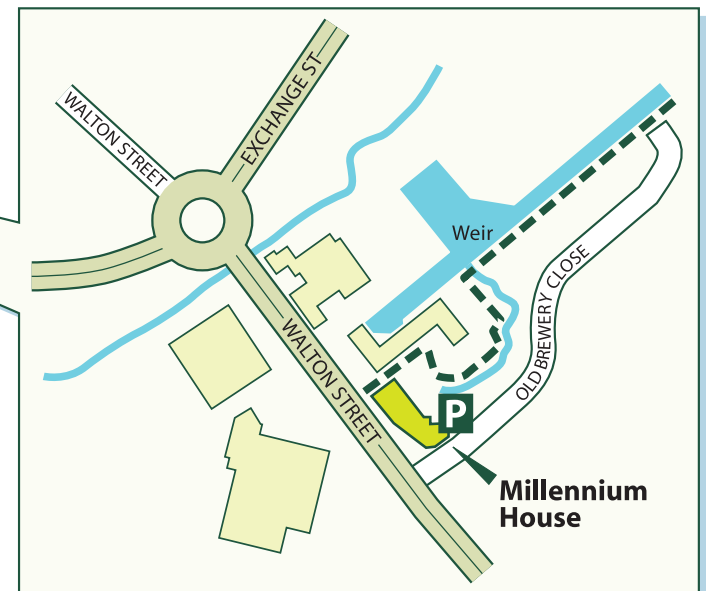 EXCHANGE ST
WALTON STREET
Weir
OLD BREWERY CLOSE
WALTON STREET
P
Millennium
House